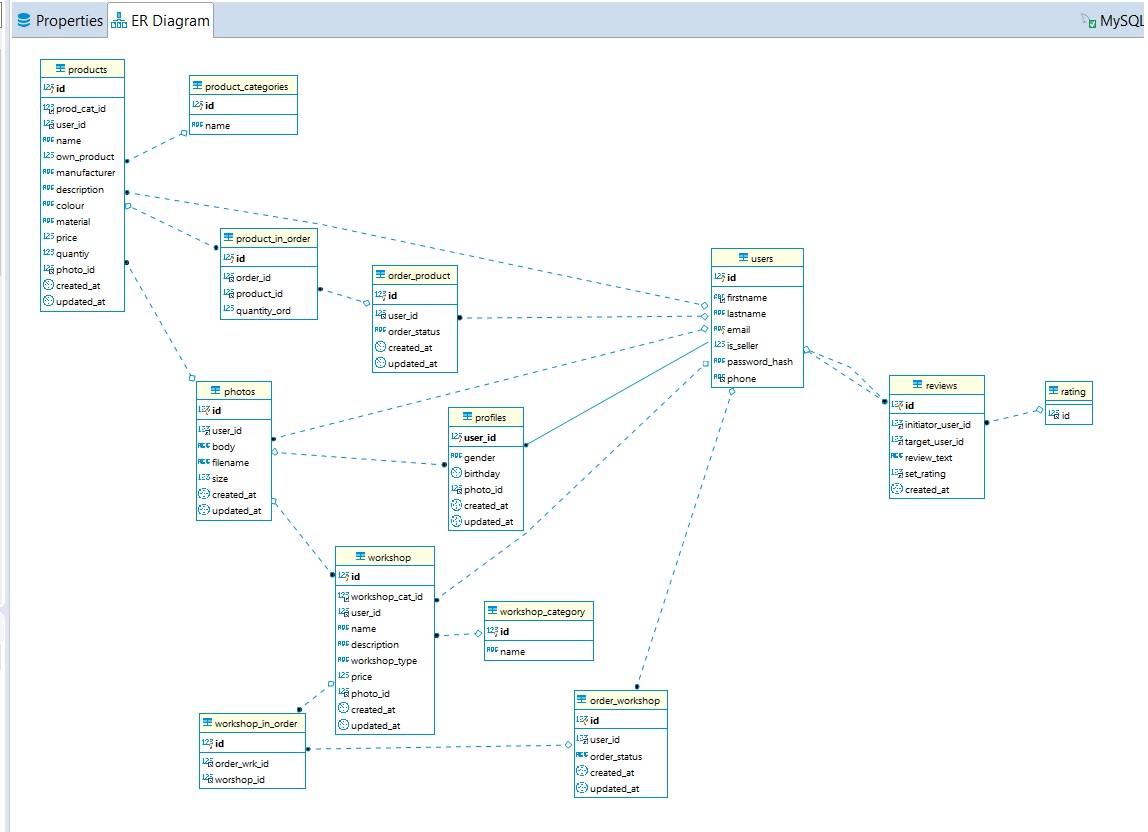 Properties
ER Diagram
MySQL
products
id
prod_cat_id
user_id
name
own_product
manufacturer
description
colour
material
price
quantiy
photo_id
created_at
updated_at
product_categories
id
name
product_in_order
id
order_id
product_id
quantity_ord
order_product
id
user_id
order_status
created_at
updated_at
users
id
firstname
lastname
email
is_seller
password_hash
phone
reviews
id
initiator_user_id
target_user_id
review_text
set_rating
created_at
rating
id
photos
id
user_id
body
filename
size
created_at
updated_at
profiles
user_id
gender
birthday
photo_id
created_at
updated_at
workshop
id
workshop_cat_id
user_id
name
description
workshop_type
price
photo_id
created_at
updated_at
workshop_category
id
name
workshop_in_order
id
order_wrk_id
worshop_id
order_workshop
id
user_id
order_status
created_at
updated_at